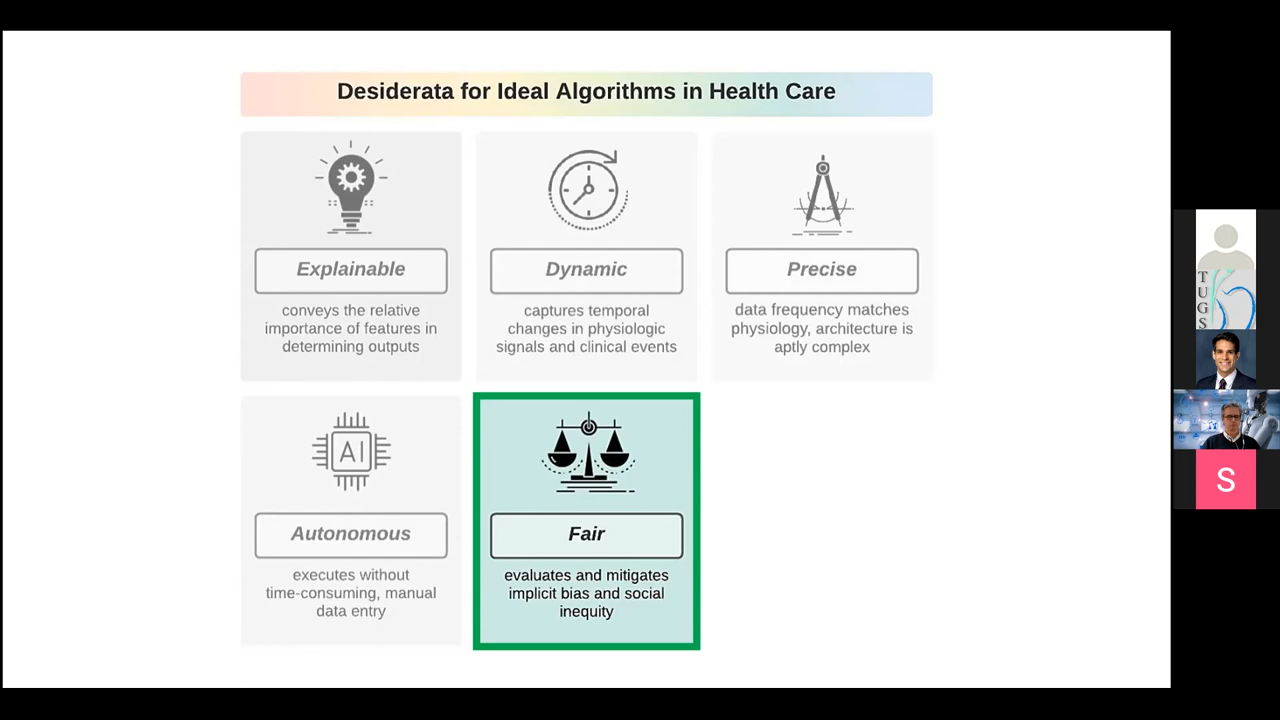 Desiderata for Ideal Algorithms in Health Care
Explainable
conveys the relative
importance of features in
determining outputs
Dynamic
captures temporal
changes in physiologic
signals and clinical events
Precise
data frequency matches
physiology, architecture is
aptly complex
AI
Autonomous
executes without
time-consuming, manual
data entry
Fair
evaluates and mitigates
implicit bias and social
inequity
T
U
G
S
S